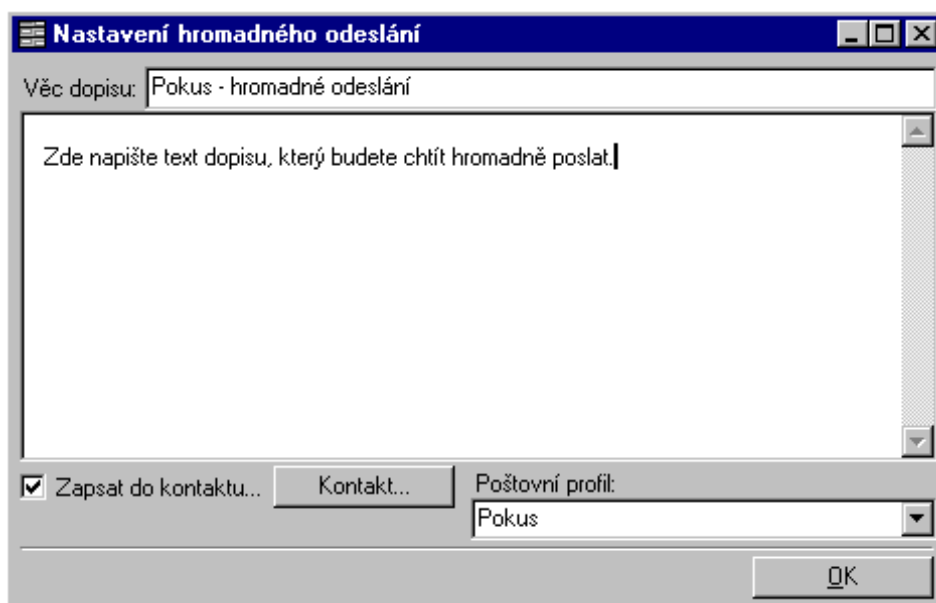 Nastavení hromadného odeslání
Věc dopisu: Pokus - hromadné odeslání
Zde napište text dopisu, který budete chtít hromadně poslat.
Zapsat do kontaktu... Kontakt... Poštovní profil:
Pokus
OK